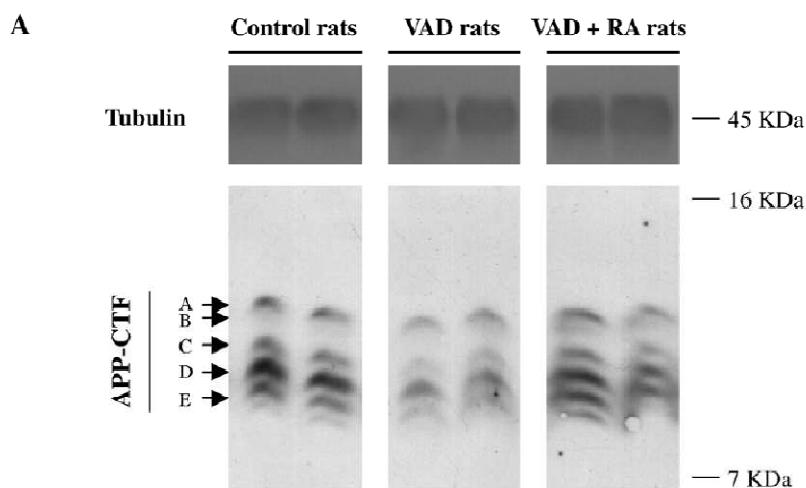 A
Control rats VAD rats VAD + RA rats
Tubulin
45 KDa
16 KDa
APP-CTF
A
B
C
D
E
7 KDa